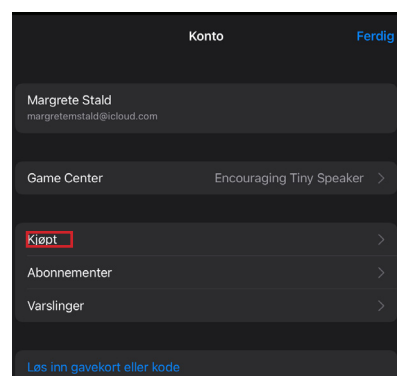 Konto
Ferdig
Margrete Stald
margretemstald@icloud.com
Game Center
Encouraging Tiny Speaker
Kjøpt
Abonnementer
Varslinger
Løs inn gavekort eller kode